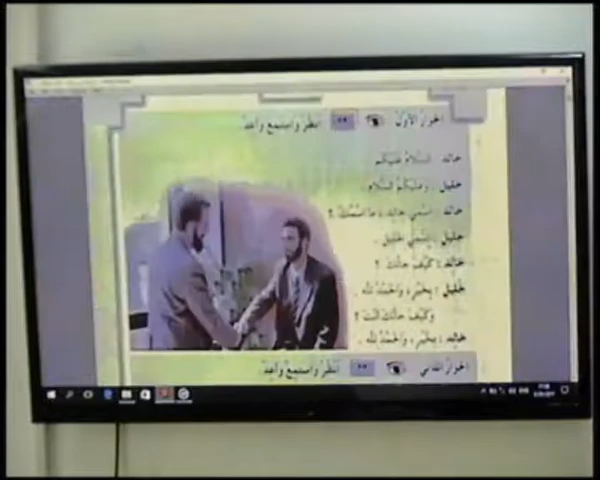 الحوار الأول انظر واستمع وأعد.
خالد : السلام عليكم
خليل : وعليكم السلام .
خالد : اسمي خالد، ما اسمك ؟
خليل : اسمي خليل .
خالد : كيف حالك ؟
خليل : بخير، والحمد لله .
وكيف حالك أنت ؟
خالد : بخير، والحمد لله .
الحوار الثاني انظر واستمع وأعد.